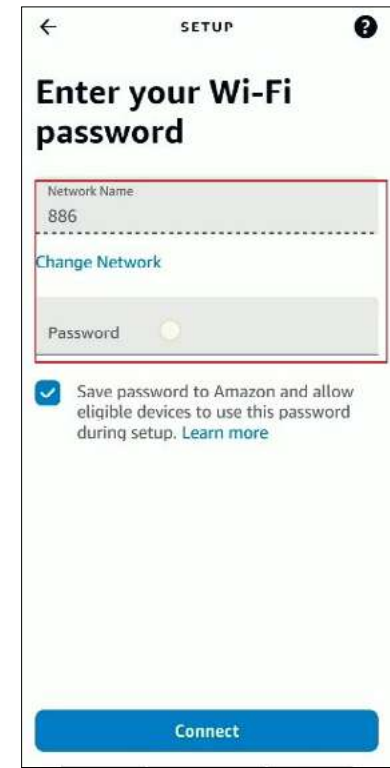 SETUP
Enter your Wi-Fi
password
Network Name
886
Change Network
Password
Save password to Amazon and allow
eligible devices to use this password
during setup. Learn more
Connect